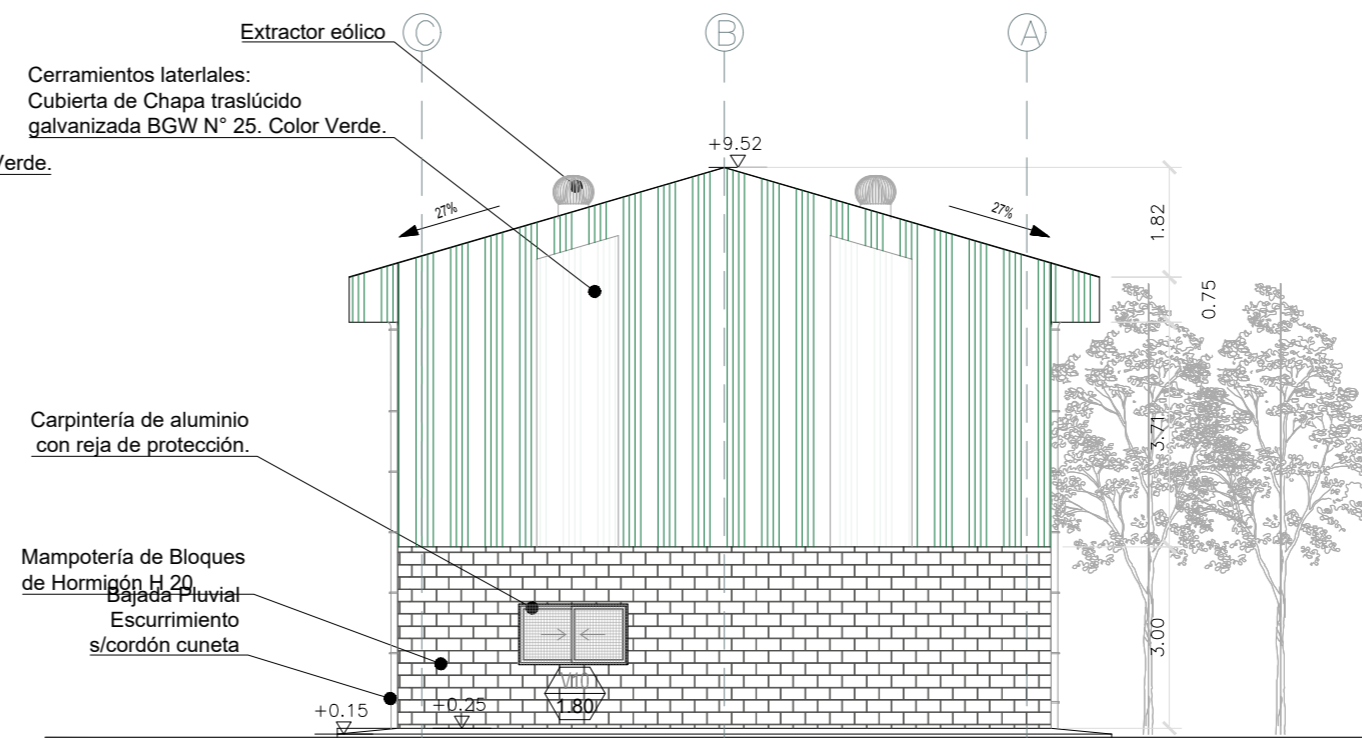 C
B
A
Extractor eólico
Cerramientos laterlales:
Cubierta de Chapa traslúcido
galvanizada BGW N° 25. Color Verde.
Verde.
+9.52
27%
27%
1.82
0.75
3.71
3.00
Carpintería de aluminio
con reja de protección.
Mampotería de Bloques
de Hormigón H 20
Bajada Pluvial
Escurrimiento
s/cordón cuneta
V10
1.80
+0.15
+0.25